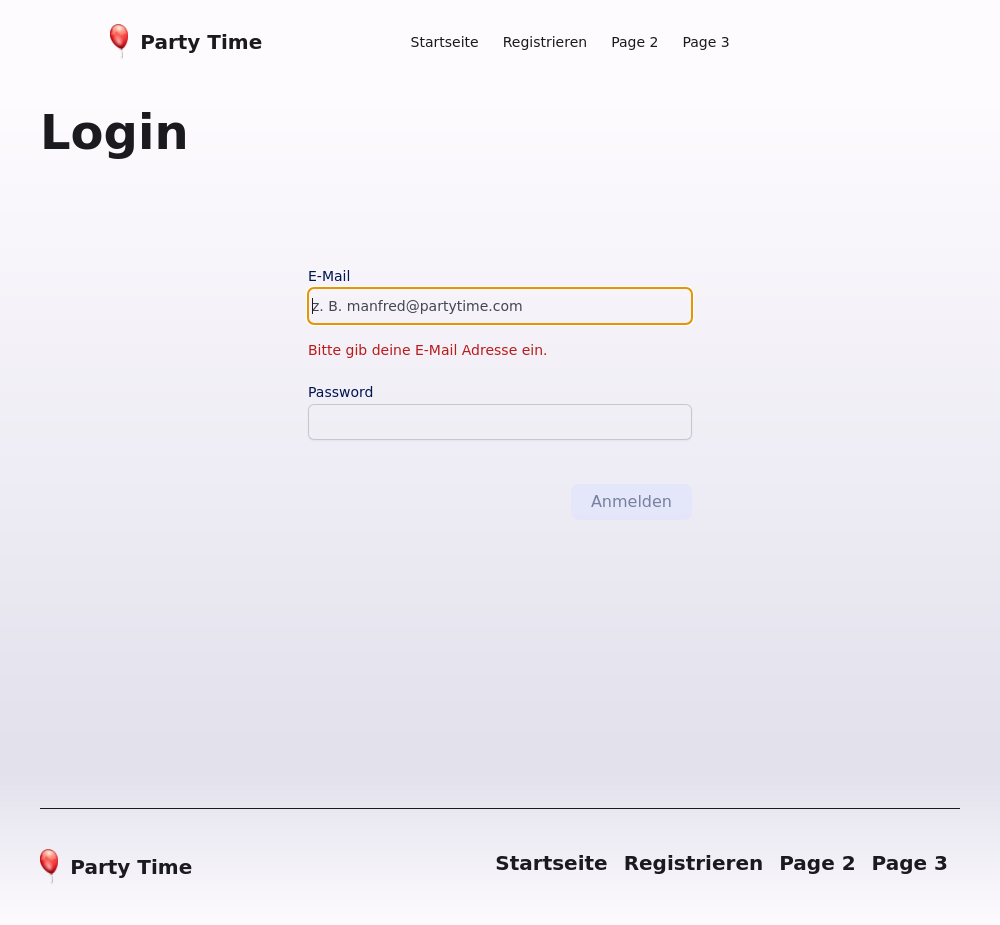 Party Time
Startseite Registrieren Page 2 Page 3
Login
E-Mail
z. B. manfred@partytime.com
Bitte gib deine E-Mail Adresse ein.
Password
Anmelden
Party Time
Startseite Registrieren Page 2 Page 3